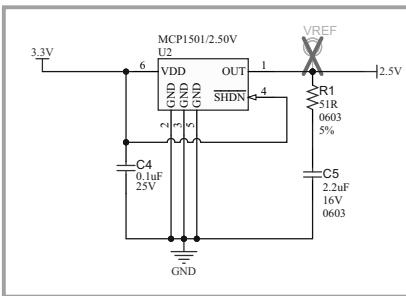 VREF
3.3V
MCP1501/2.50V
U2
6
VDD
OUT
1
2.5V
GND
GND
GND
SHDN
4
2
3
5
R1
51R
0603
5%
C4
0.1uF
25V
C5
2.2uF
16V
0603
GND